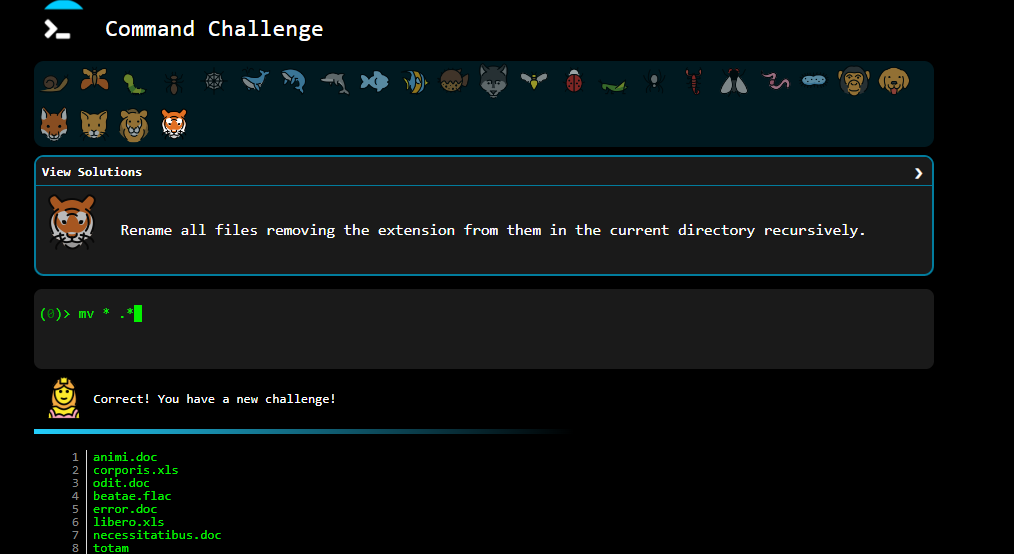 Command Challenge
View Solutions
Rename all files removing the extension from them in the current directory recursively.
(0)> mv * .*
Correct! You have a new challenge!
1 animi.doc
2 corporis.xls
3 odit.doc
4 beatae.flac
5 error.doc
6 libero.xls
7 necessitatibus.doc
8 totam